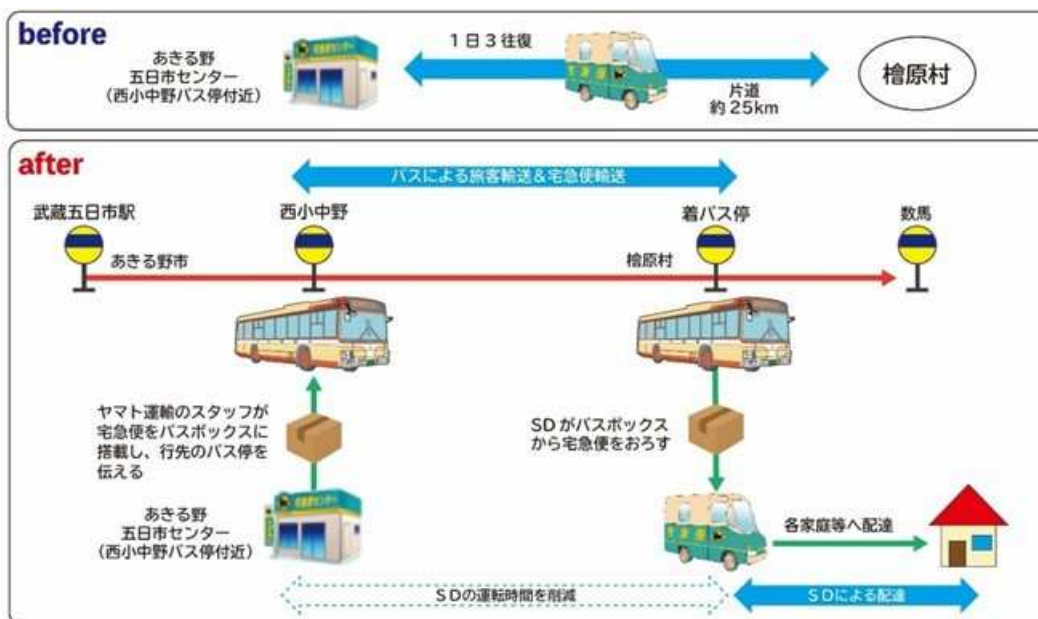 before
あきる野
五日市センター
（西小中野バス停付近）
1日3往復
片道
約25km
檜原村
after
バスによる旅客輸送&宅急便輸送
武蔵五日市駅
西小中野
着バス停
数馬
あきる野市
檜原村
ヤマト運輸のスタッフが
宅急便をバスボックスに
搭載し、行先のバス停を
伝える
SDがバスボックス
から宅急便をおろす
あきる野
五日市センター
（西小中野バス停付近）
各家庭等へ配達
SDの運転時間を削減
SDによる配達